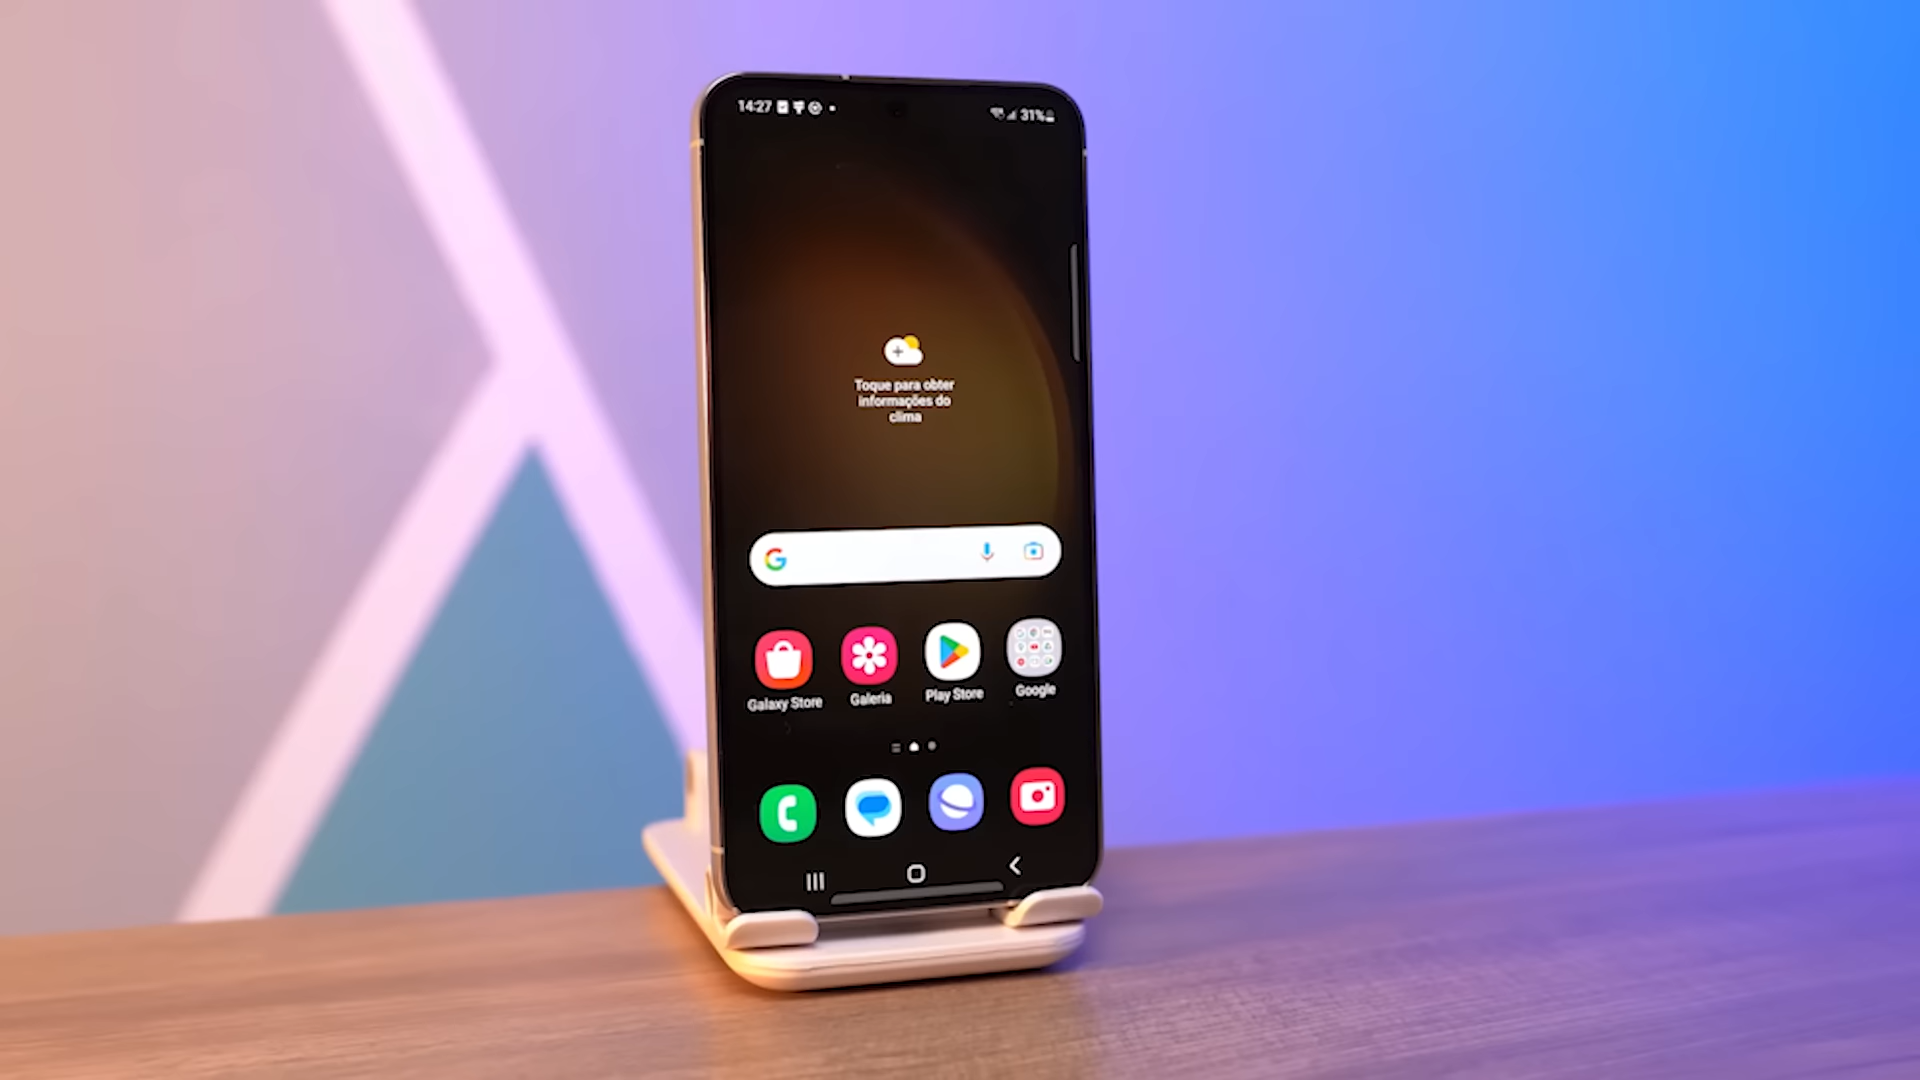 14:27
31%
Toque para obter
informações do
clima
G
Galaxy Store
Galeria
Play Store
Google